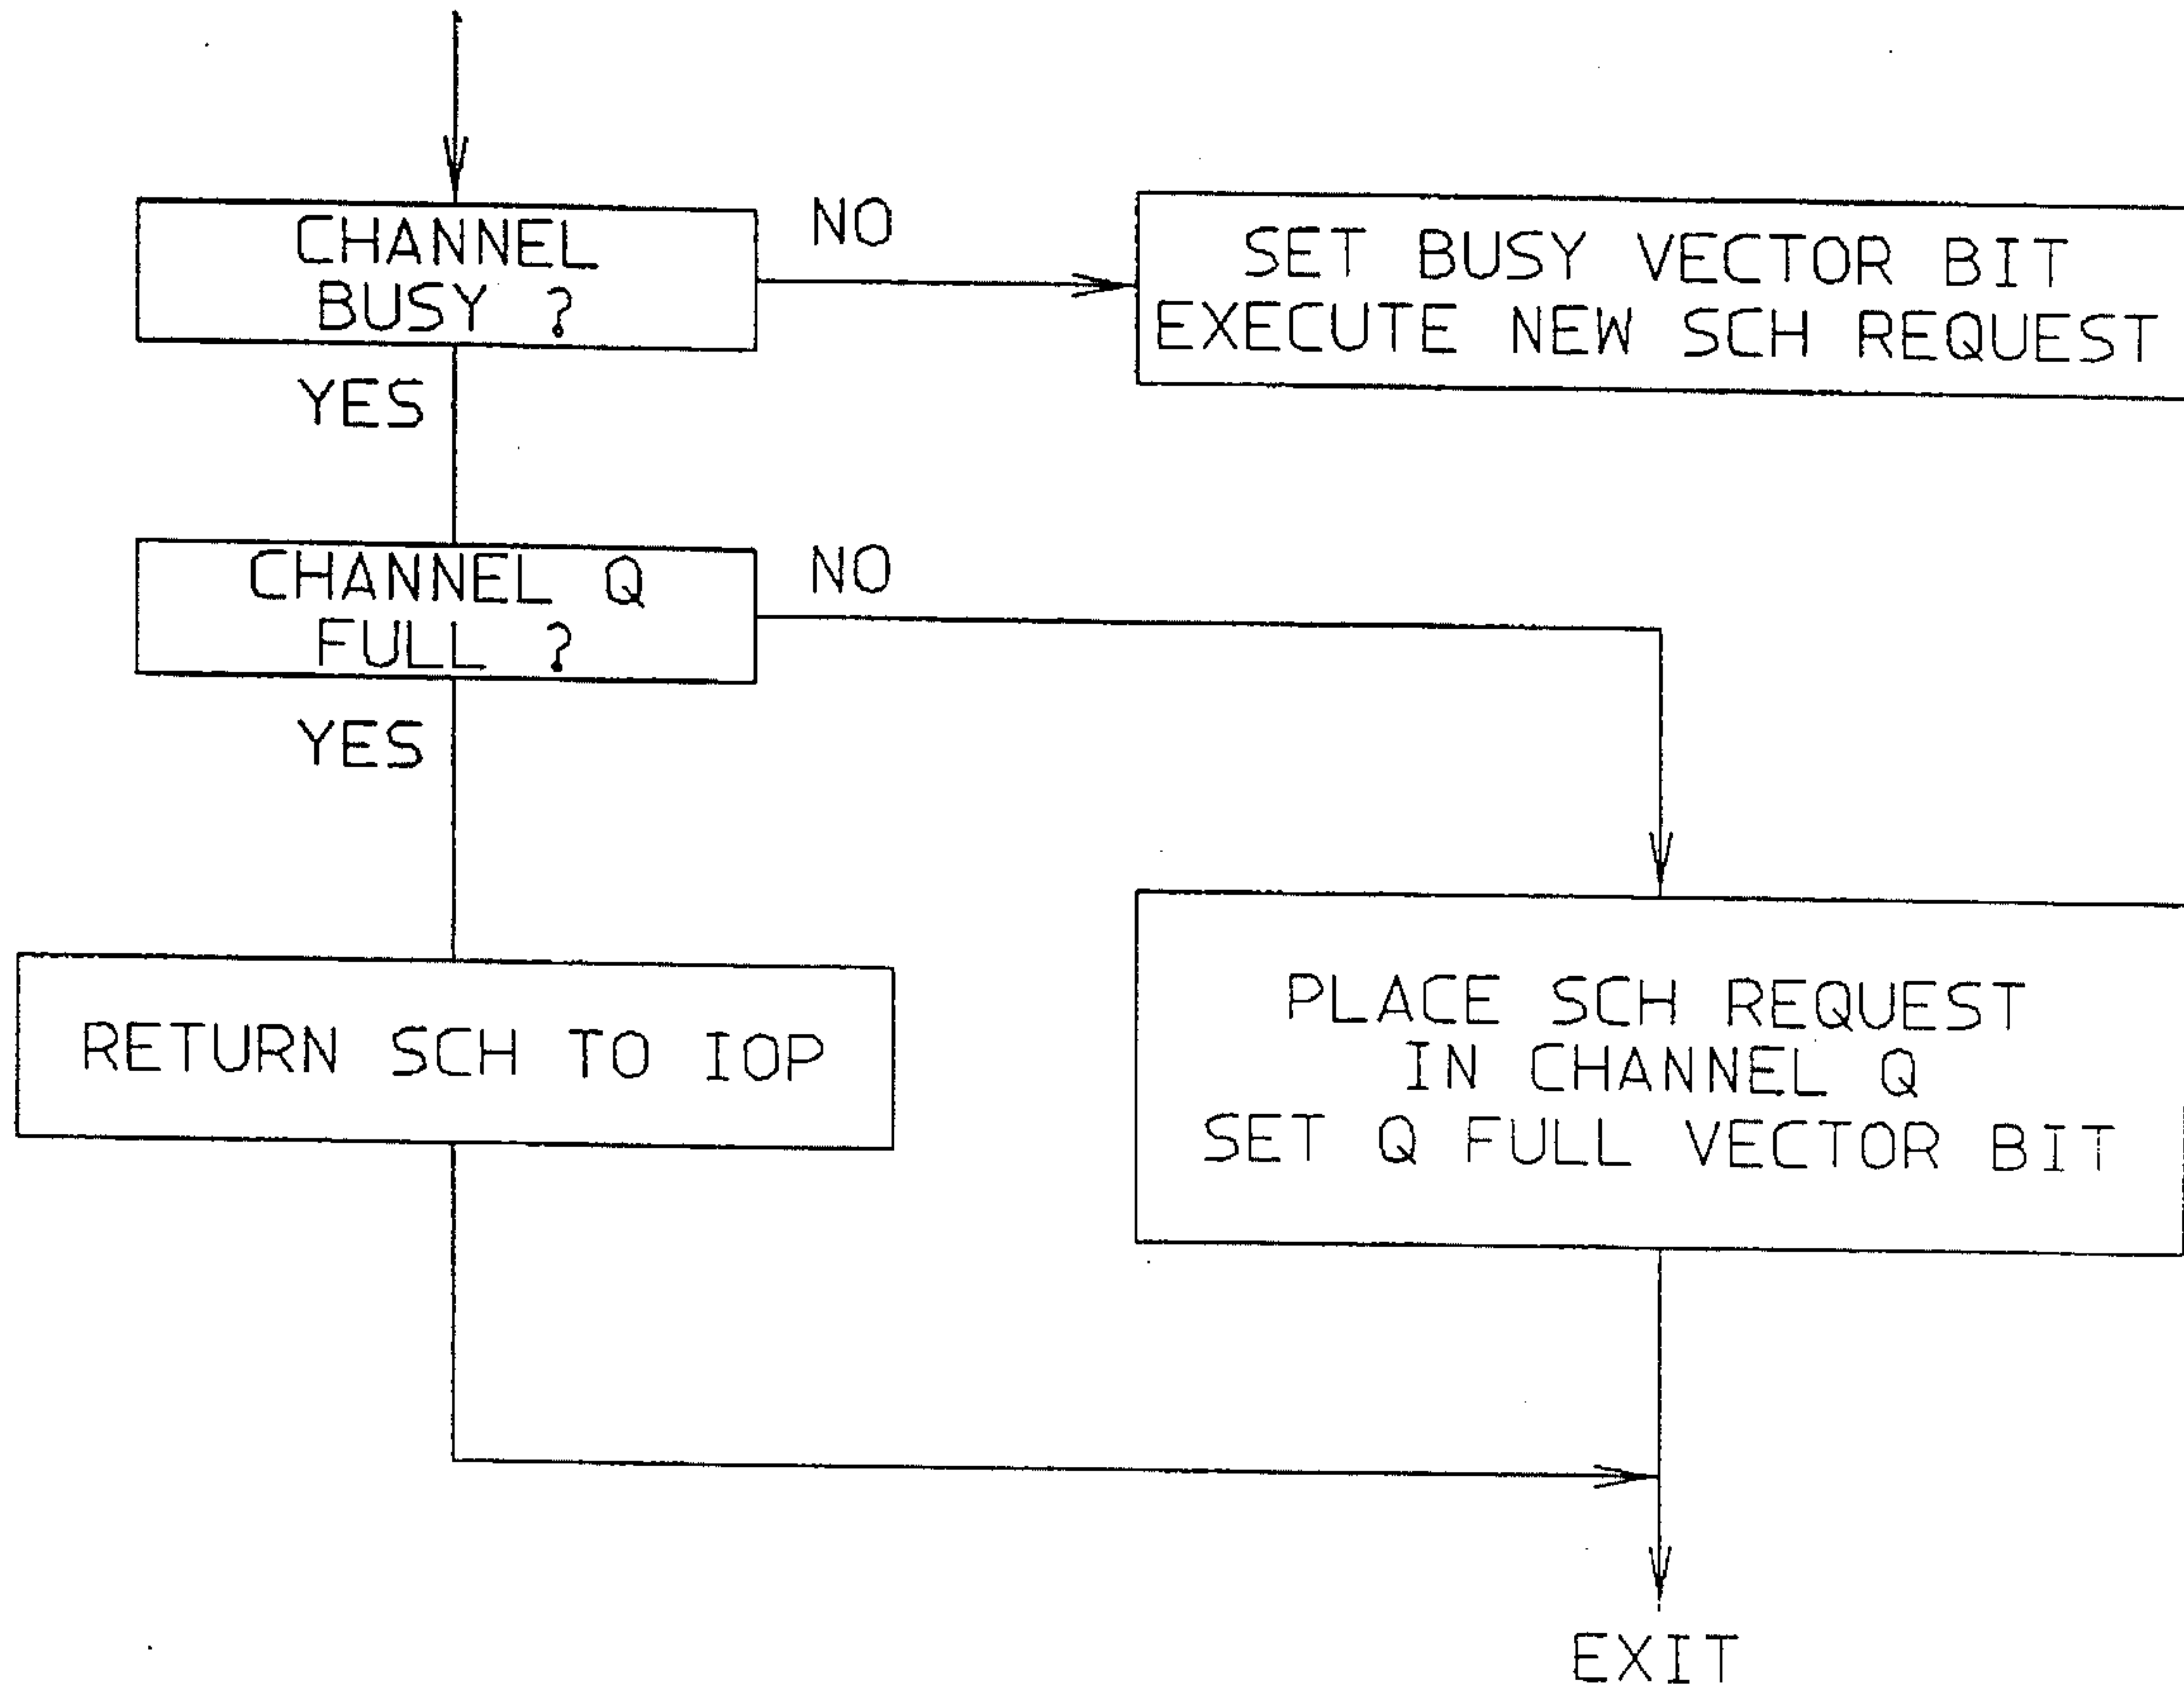 CHANNEL
BUSY ?
NO
SET BUSY VECTOR BIT
EXECUTE NEW SCH REQUEST
YES
CHANNEL Q
FULL ?
NO
YES
RETURN SCH TO IOP
PLACE SCH REQUEST
IN CHANNEL Q
SET Q FULL VECTOR BIT
EXIT